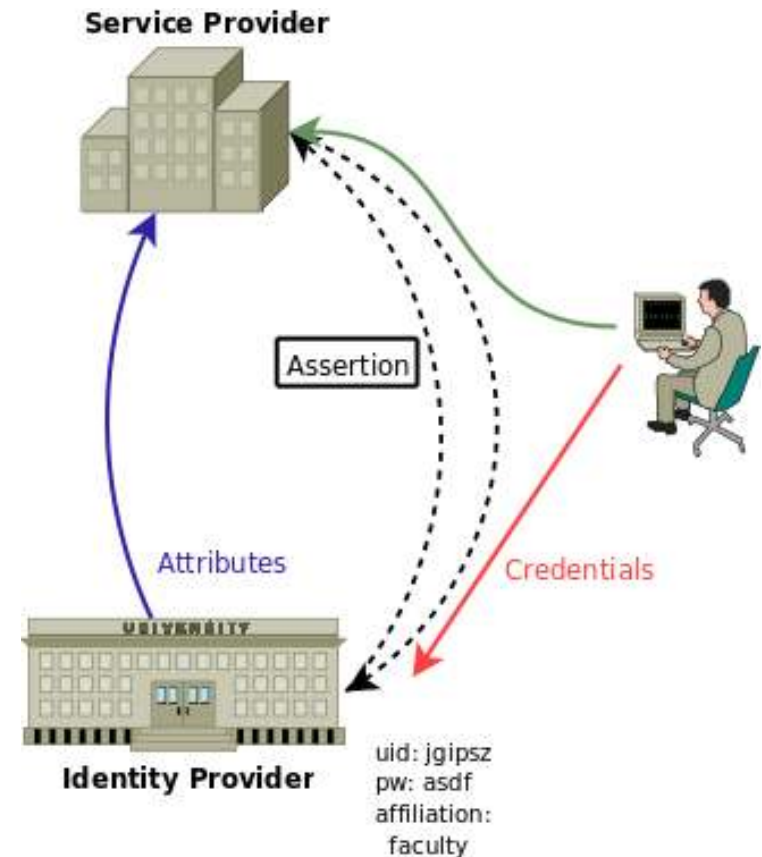 Service Provider
Assertion
Attributes
Credentials
UNIVERSITY
Identity Provider
uid: jgipsz
pw: asdf
affiliation:
faculty